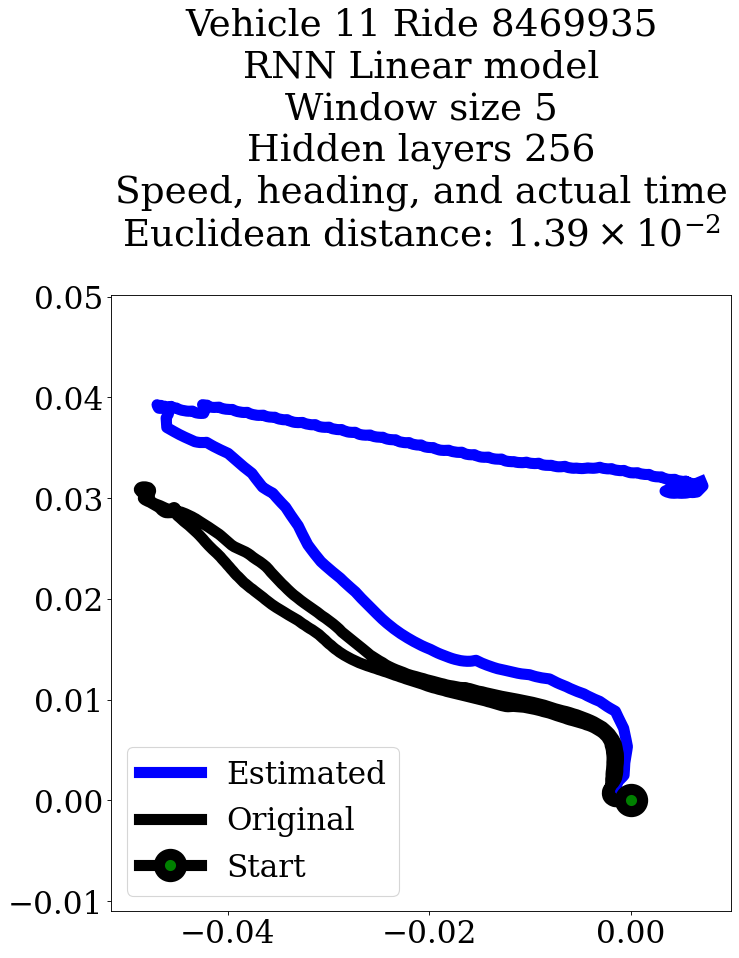 Vehicle 11 Ride 8469935
RNN Linear model
Window size 5
Hidden layers 256
Speed, heading, and actual time
Euclidean distance: 1.39 × 10⁻²
0.05
0.04
0.03
0.02
0.01
0.00
−0.01
Estimated
Original
Start
−0.04
−0.02
0.00